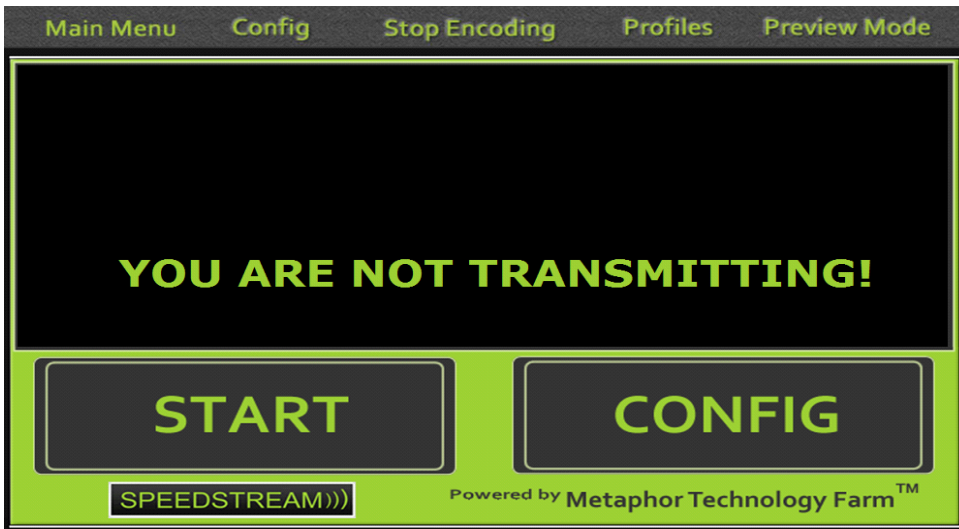 Main Menu Config Stop Encoding Profiles Preview Mode
YOU ARE NOT TRANSMITTING!
START CONFIG
SPEEDSTREAM))) Powered by Metaphor Technology Farm™